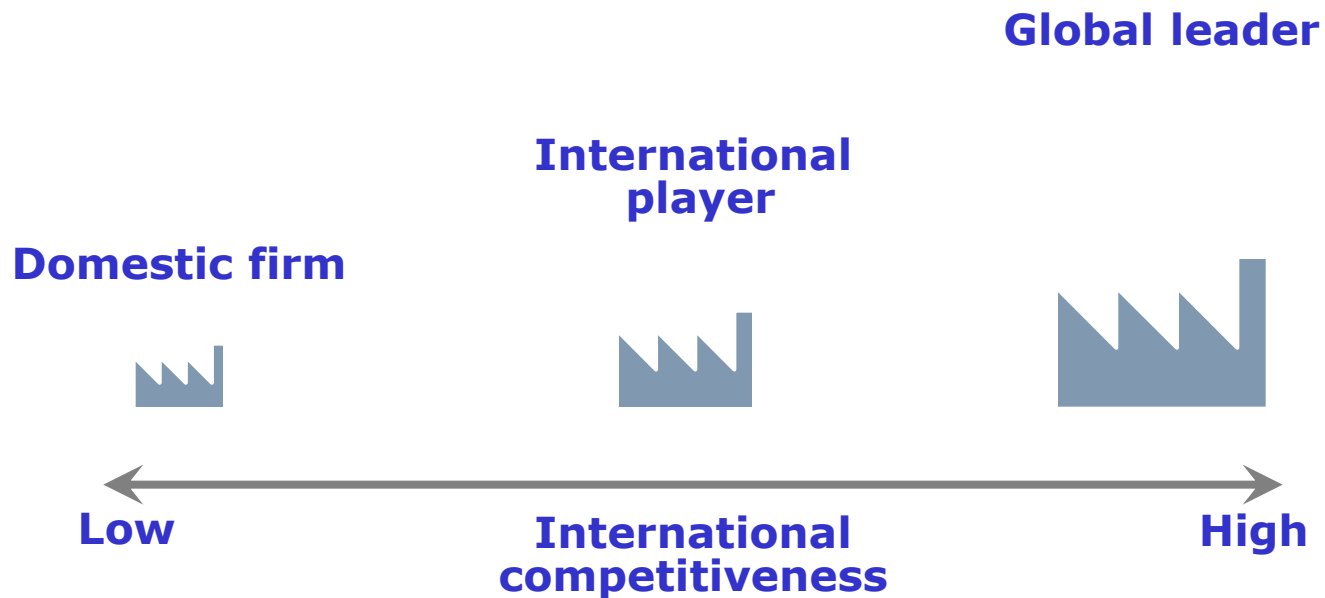 Global leader
International
player
Domestic firm
Low
International
competitiveness
High